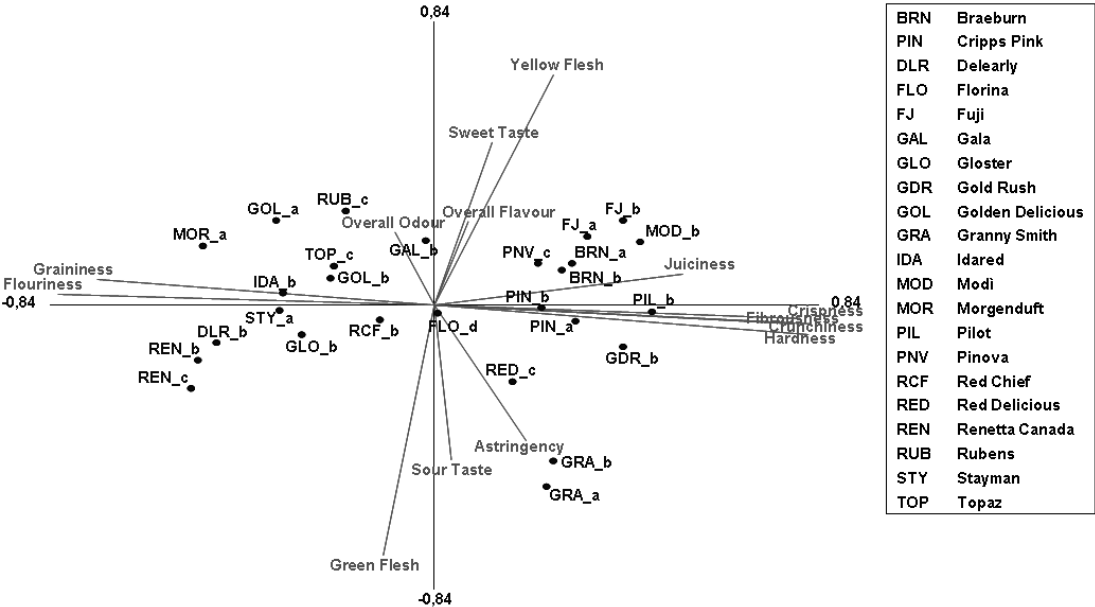 0,84
Yellow Flesh
Sweet Taste
RUB_c
GOL_a
Overall Flavour
FJ_b
Overall Odour
FJ_a
MOD_b
MOR_a
GAL_b
PNV_c
BRN_a
TOP_c
Juiciness
Graininess
GOL_b
BRN_b
Flouriness
IDA_b
-0,84
PIN_b
PIL_b
0.84
Crispness
STY_a
Fibrousness
DLR_b
RCF_b
FLO_d
PIN_a
Crunchiness
GLO_b
Hardness
REN_b
GDR_b
REN_c
RED_c
Astringency
Sour Taste
GRA_b
GRA_a
Green Flesh
-0,84
BRN Braeburn
PIN Cripps Pink
DLR Delearly
FLO Florina
FJ Fuji
GAL Gala
GLO Gloster
GDR Gold Rush
GOL Golden Delicious
GRA Granny Smith
IDA Idared
MOD Modì
MOR Morgenduft
PIL Pilot
PNV Pinova
RCF Red Chief
RED Red Delicious
REN Renetta Canada
RUB Rubens
STY Stayman
TOP Topaz